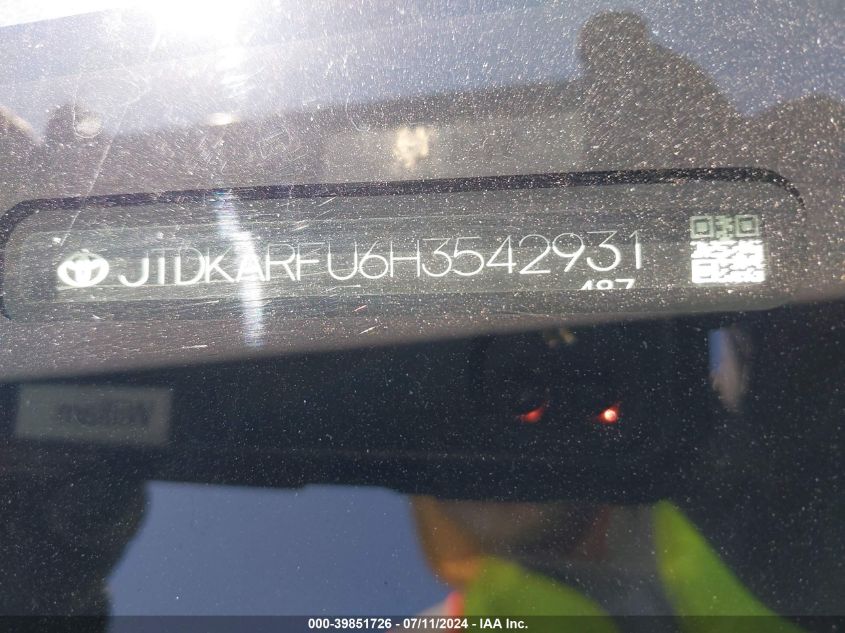 JTDKARFU6H3542931
487
000-39851726 - 07/11/2024 - IAA Inc.